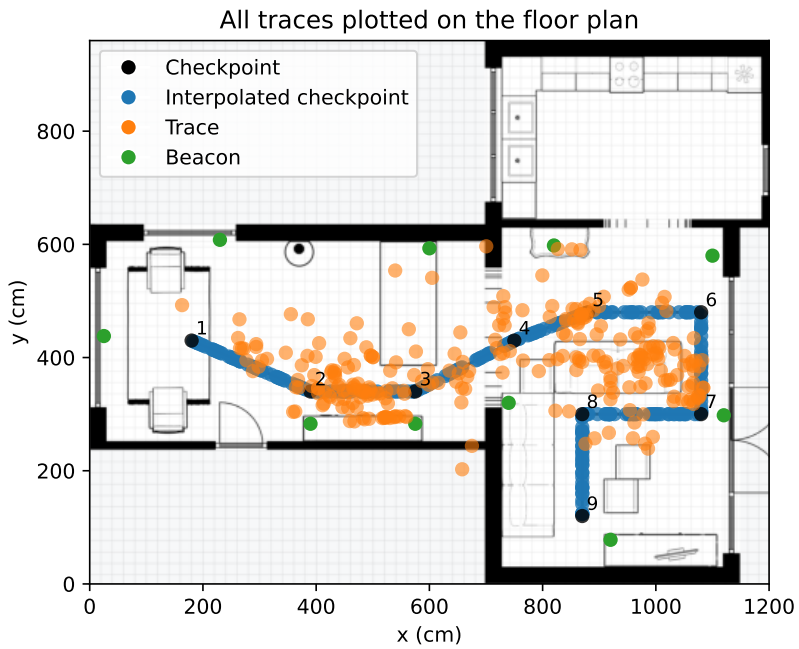 All traces plotted on the floor plan
Checkpoint
Interpolated checkpoint
Trace
Beacon
y (cm)
800
600
400
200
0
1
2
3
4
5
6
7
8
9
0 200 400 600 800 1000 1200
x (cm)